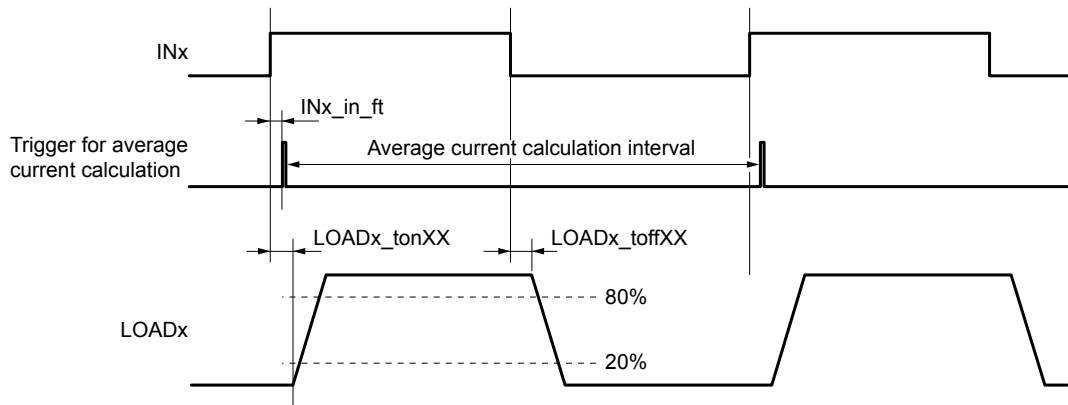 INx
INx_in_ft
Trigger for average
current calculation
Average current calculation interval
LOADx_tonXX
LOADx_toffXX
80%
LOADx
20%